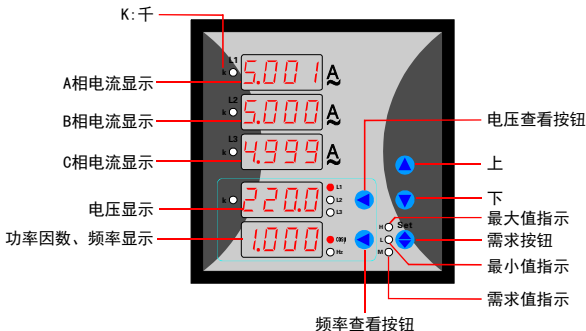 K:千
L1
k
5.001
A
A相电流显示
L2
k
5.000
A
B相电流显示
电压查看按钮
L3
k
4.999
A
C相电流显示
上
k
220.0
L1
L2
L3
电压显示
下
最大值指示
功率因数、频率显示
1.000
COSφ
Hz
H
L
M
Set
需求按钮
最小值指示
需求值指示
频率查看按钮